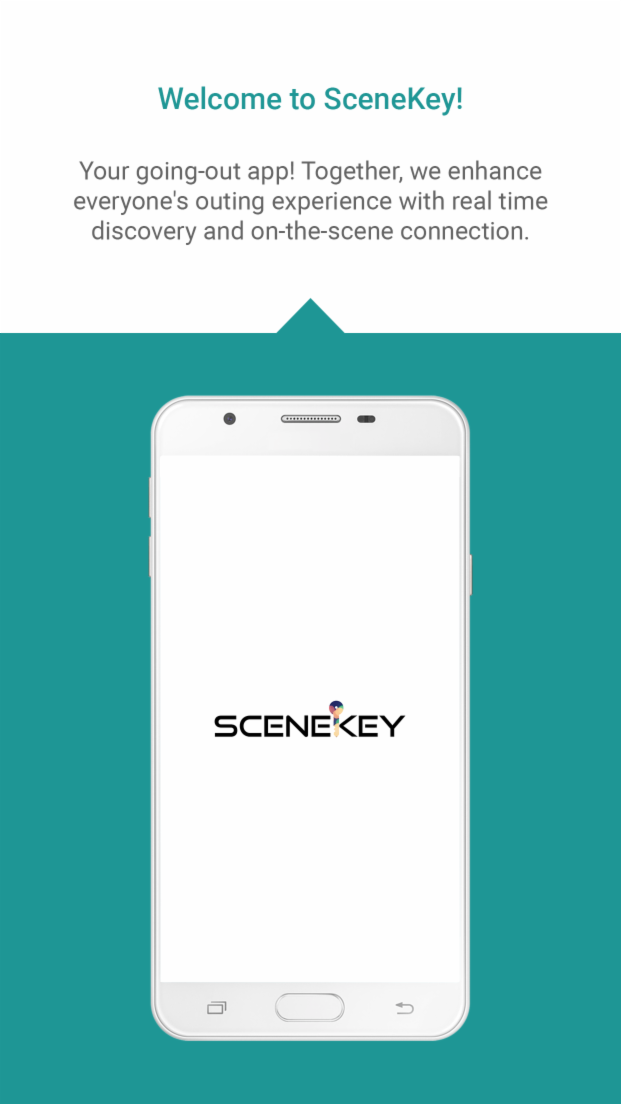 Welcome to SceneKey!
Your going-out app! Together, we enhance
everyone's outing experience with real time
discovery and on-the-scene connection.
SCENEKEY